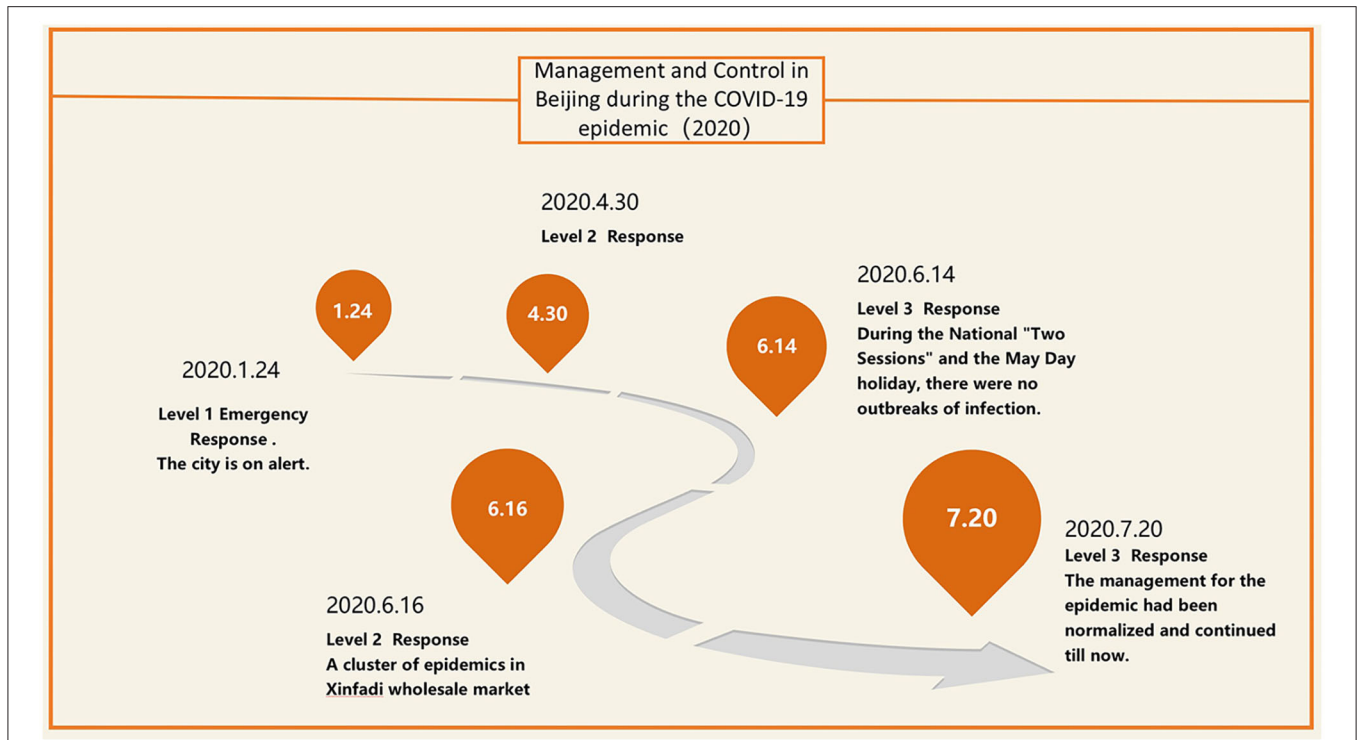 Management and Control in
Beijing during the COVID-19
epidemic（2020）
2020.4.30
Level 2 Response
1.24
4.30
6.14
2020.6.14
Level 3 Response
During the National "Two
Sessions" and the May Day
holiday, there were no
outbreaks of infection.
2020.1.24
Level 1 Emergency
Response .
The city is on alert.
6.16
2020.6.16
Level 2 Response
A cluster of epidemics in
Xinfadi wholesale market
7.20
2020.7.20
Level 3 Response
The management for the
epidemic had been
normalized and continued
till now.